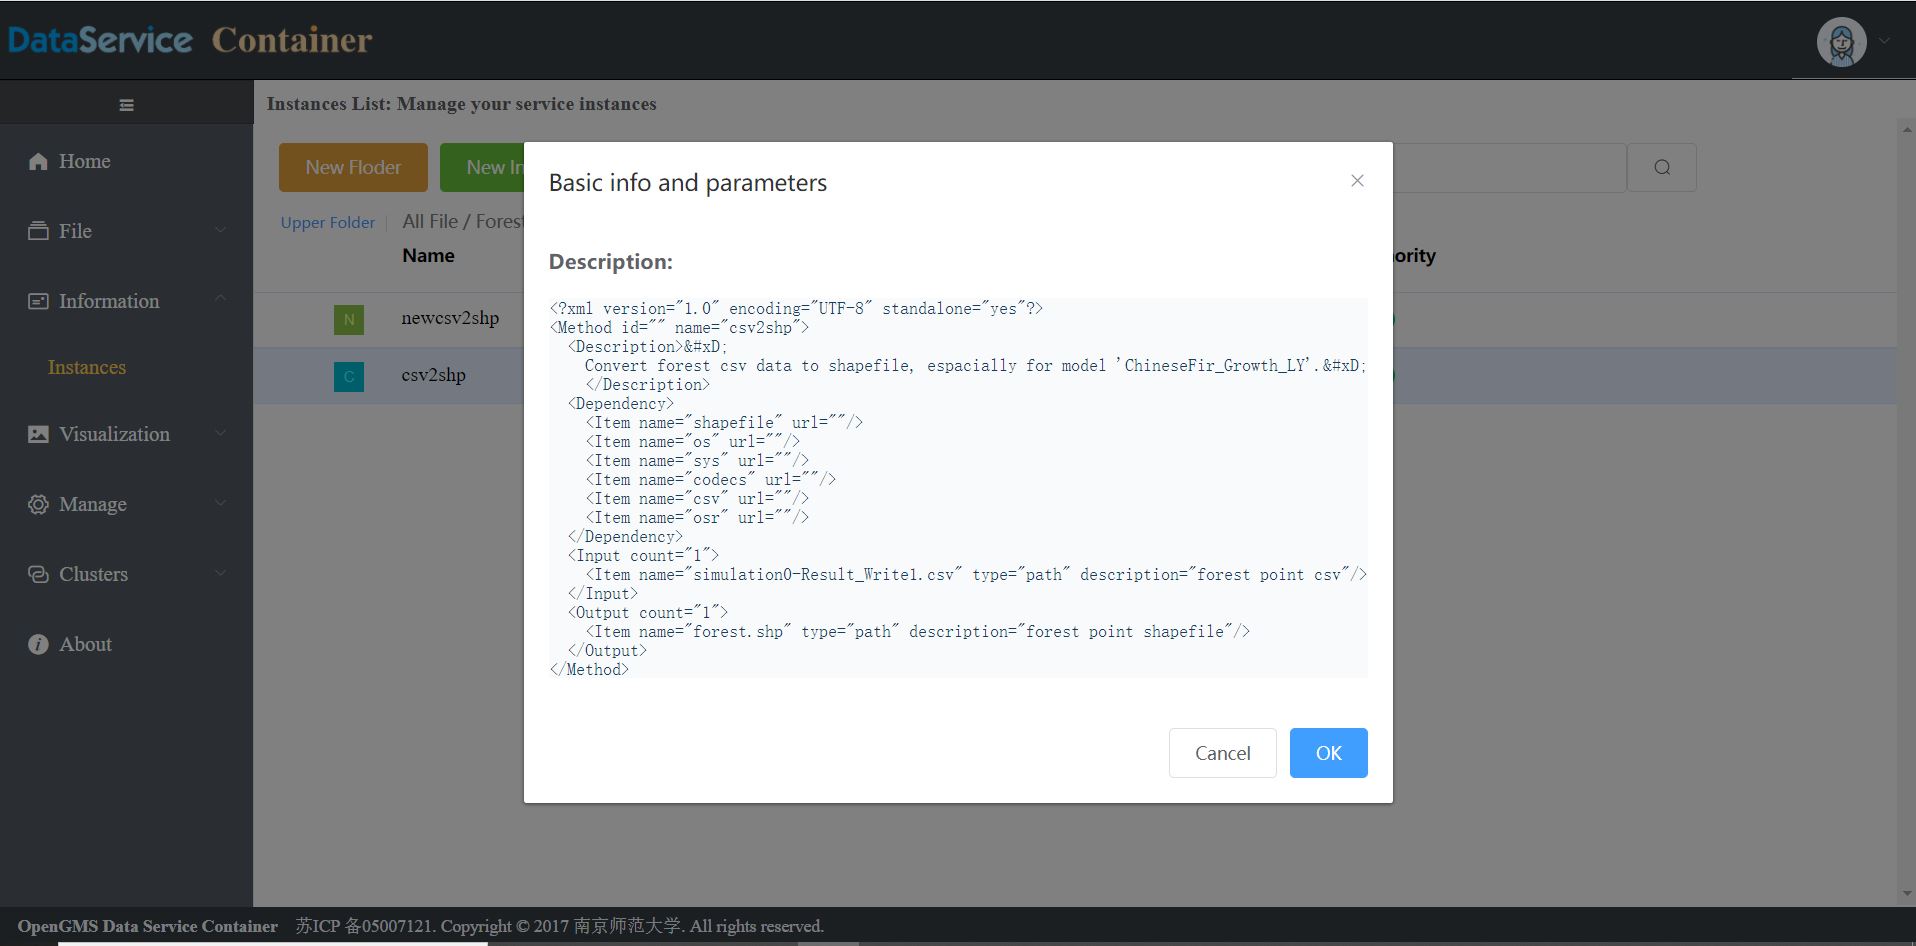 DataService Container
Instances List: Manage your service instances
Home
File
Information
Instances
Visualization
Manage
Clusters
About
New Floder
New In
Upper Folder
All File / Forest
Name
ority
N
newcsv2shp
C
csv2shp
Basic info and parameters
Description:
<?xml version="1.0" encoding="UTF-8" standalone="yes"?>
<Method id="" name="csv2shp">
<Description>&#xD;
Convert forest csv data to shapefile, espacially for model 'ChineseFir_Growth_LY'.&#xD;
</Description>
<Dependency>
<Item name="shapefile" url=""/>
<Item name="os" url=""/>
<Item name="sys" url=""/>
<Item name="codecs" url=""/>
<Item name="csv" url=""/>
<Item name="osr" url=""/>
</Dependency>
<Input count="1">
<Item name="simulation0-Result_Write1.csv" type="path" description="forest point csv"/>
</Input>
<Output count="1">
<Item name="forest.shp" type="path" description="forest point shapefile"/>
</Output>
</Method>
Cancel
OK
OpenGMS Data Service Container 苏ICP 备05007121. Copyright © 2017 南京师范大学. All rights reserved.